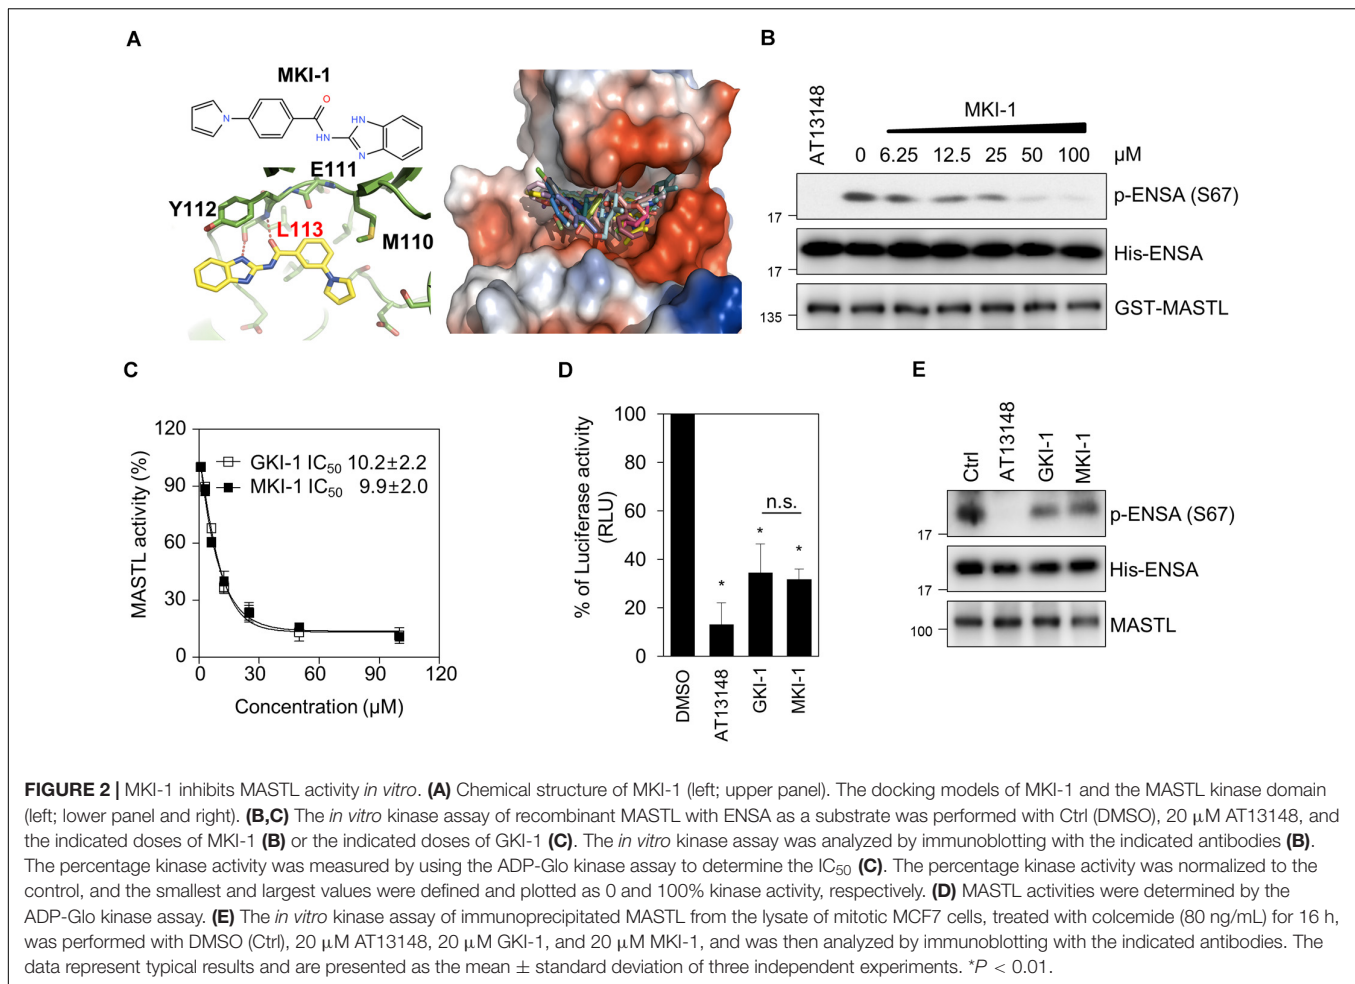 A
MKI-1
N
O
NH
HN
N
E111
Y112
L113
M110
B
AT13148
MKI-1
0 6.25 12.5 25 50 100 μM
p-ENSA (S67)
17
His-ENSA
17
GST-MASTL
135
C
MASTL activity (%)
120
90
60
30
0
GKI-1 IC50 10.2±2.2
MKI-1 IC50 9.9±2.0
0 30 60 90 120
Concentration (μM)
D
% of Luciferase activity
(RLU)
100
80
60
40
20
0
n.s.
* * *
DMSO
AT13148
GKI-1
MKI-1
E
Ctrl
AT13148
GKI-1
MKI-1
p-ENSA (S67)
17
His-ENSA
17
MASTL
100
FIGURE 2 | MKI-1 inhibits MASTL activity in vitro. (A) Chemical structure of MKI-1 (left; upper panel). The docking models of MKI-1 and the MASTL kinase domain
(left; lower panel and right). (B,C) The in vitro kinase assay of recombinant MASTL with ENSA as a substrate was performed with Ctrl (DMSO), 20 μM AT13148, and
the indicated doses of MKI-1 (B) or the indicated doses of GKI-1 (C). The in vitro kinase assay was analyzed by immunoblotting with the indicated antibodies (B).
The percentage kinase activity was measured by using the ADP-Glo kinase assay to determine the IC50 (C). The percentage kinase activity was normalized to the
control, and the smallest and largest values were defined and plotted as 0 and 100% kinase activity, respectively. (D) MASTL activities were determined by the
ADP-Glo kinase assay. (E) The in vitro kinase assay of immunoprecipitated MASTL from the lysate of mitotic MCF7 cells, treated with colcemide (80 ng/mL) for 16 h,
was performed with DMSO (Ctrl), 20 μM AT13148, 20 μM GKI-1, and 20 μM MKI-1, and was then analyzed by immunoblotting with the indicated antibodies. The
data represent typical results and are presented as the mean ± standard deviation of three independent experiments. *P < 0.01.